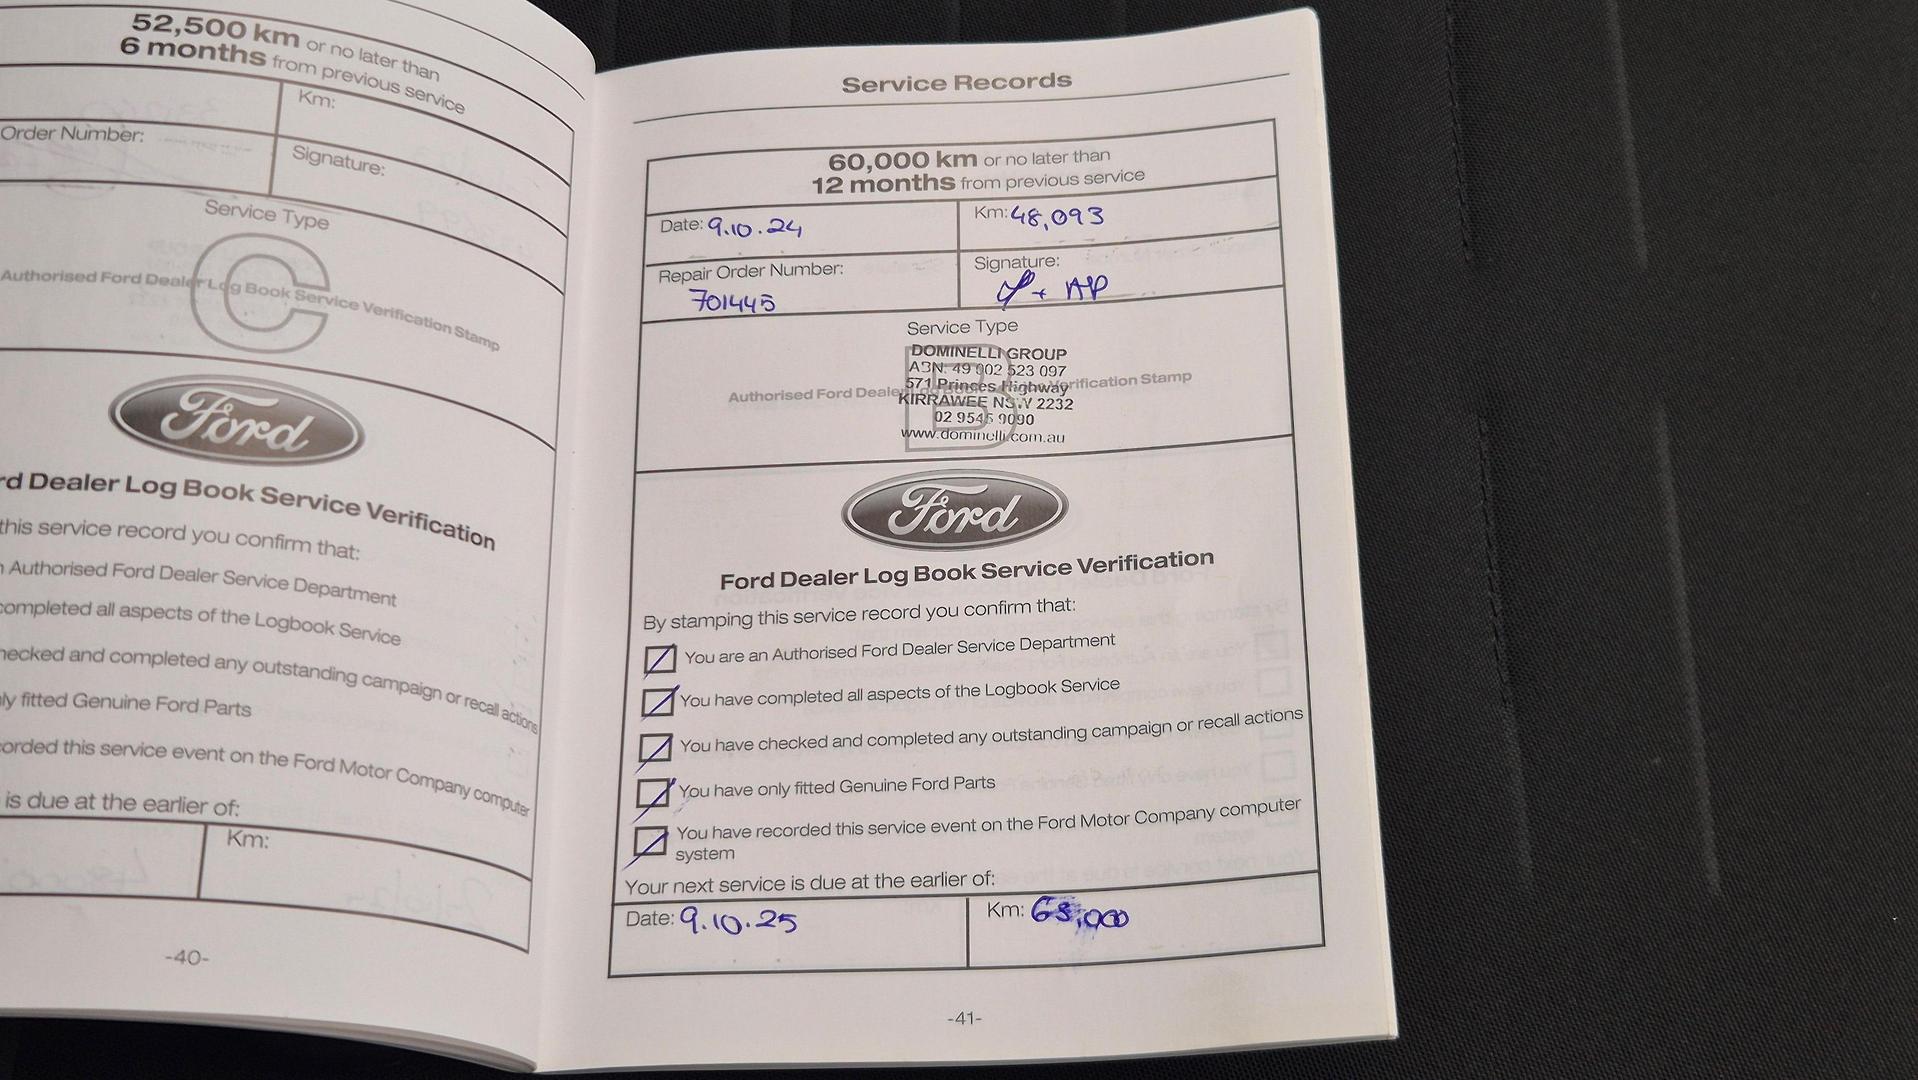 52,500 km or no later than
6 months from previous service
Km:
Order Number:
Signature:
Service Type
C
Authorised Ford Dealer Log Book Service Verification Stamp
Ford
rd Dealer Log Book Service Verification
this service record you confirm that:
Authorised Ford Dealer Service Department
completed all aspects of the Logbook Service
hecked and completed any outstanding campaign or recall actions
ly fitted Genuine Ford Parts
corded this service event on the Ford Motor Company computer
is due at the earlier of:
Km:
-40-
Service Records
60,000 km or no later than
12 months from previous service
Date: 9.10.24
Km: 48,093
Repair Order Number:
701445
Signature:
Service Type
B
Authorised Ford Dealer Verification Stamp
DOMINELLI GROUP
ABN: 49 002 523 097
571 Princes Highway
KIRRAWEE NSW 2232
02 9545 9090
www.dominelli.com.au
Ford
Ford Dealer Log Book Service Verification
By stamping this service record you confirm that:
You are an Authorised Ford Dealer Service Department
You have completed all aspects of the Logbook Service
You have checked and completed any outstanding campaign or recall actions
You have only fitted Genuine Ford Parts
You have recorded this service event on the Ford Motor Company computer
system
Your next service is due at the earlier of:
Date: 9.10.25
Km:
-41-